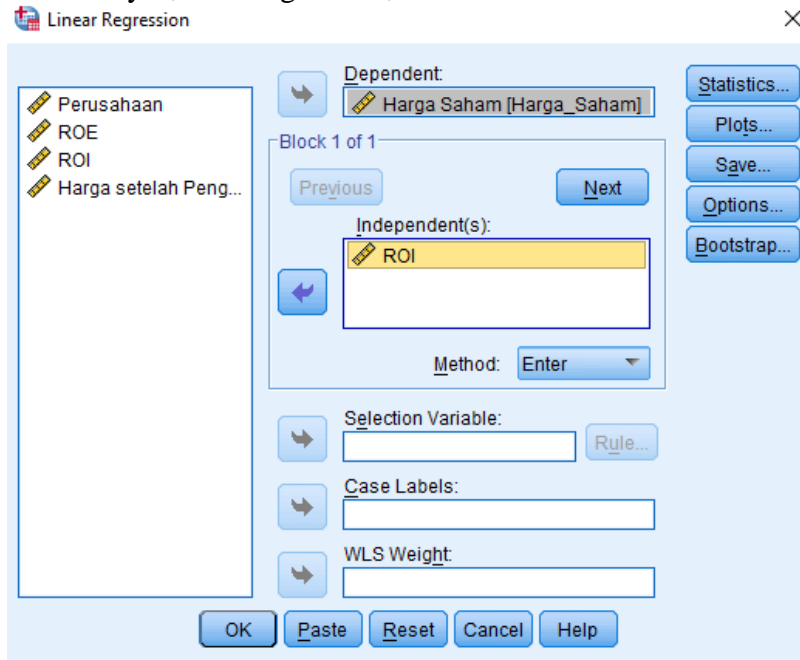 Linear Regression
Perusahaan
ROE
ROI
Harga setelah Peng...
Dependent:
Harga Saham [Harga_Saham]
Block 1 of 1
Previous
Next
Independent(s):
ROI
Method: Enter
Selection Variable:
Rule...
Case Labels:
WLS Weight:
Statistics...
Plots...
Save...
Options...
Bootstrap...
OK Paste Reset Cancel Help